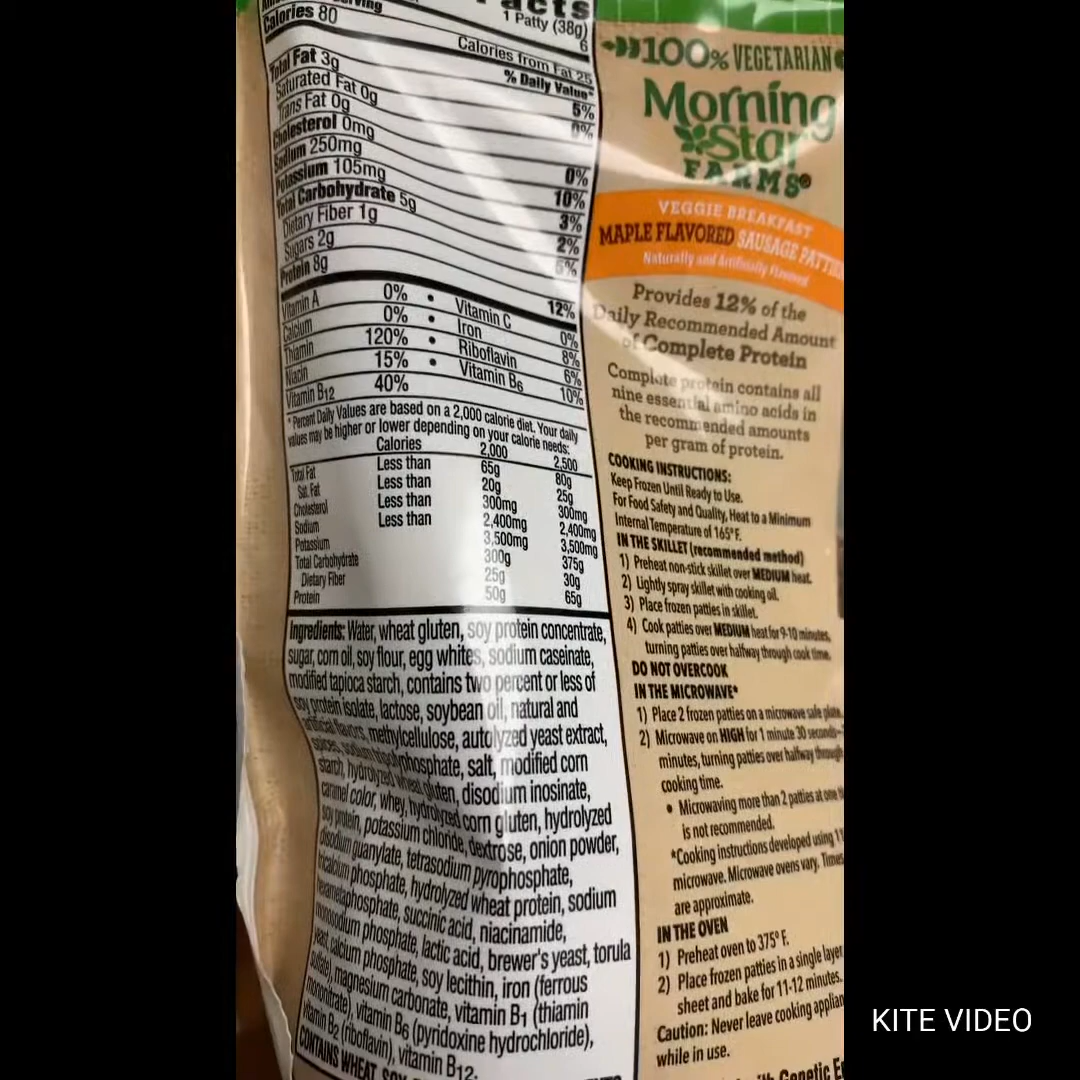 acts
1 Patty (38g)
6
Calories 80
Calories from Fat 25
% Daily Value*
Total Fat 3g 5%
Saturated Fat 0g 0%
Trans Fat 0g
Cholesterol 0mg 0%
Sodium 250mg 10%
Potassium 105mg 3%
Total Carbohydrate 5g 2%
Dietary Fiber 1g 5%
Sugars 2g
Protein 8g 12%
Vitamin A 0% • Vitamin C 0%
Calcium 0% • Iron 8%
Thiamin 120% • Riboflavin 6%
Niacin 15% • Vitamin B6 10%
Vitamin B12 40%
* Percent Daily Values are based on a 2,000 calorie diet. Your daily
values may be higher or lower depending on your calorie needs:
Calories 2,000 2,500
Total Fat Less than 65g 80g
Sat. Fat Less than 20g 25g
Cholesterol Less than 300mg 300mg
Sodium Less than 2,400mg 2,400mg
Potassium 3,500mg 3,500mg
Total Carbohydrate 300g 375g
Dietary Fiber 25g 30g
Protein 50g 65g
Ingredients: Water, wheat gluten, soy protein concentrate,
sugar, corn oil, soy flour, egg whites, sodium caseinate,
modified tapioca starch, contains two percent or less of
soy protein isolate, lactose, soybean oil, natural and
artificial flavors, methylcellulose, autolyzed yeast extract,
spices, sodium tripolyphosphate, salt, modified corn
starch, hydrolyzed wheat gluten, disodium inosinate,
caramel color, whey, hydrolyzed corn gluten, hydrolyzed
soy protein, potassium chloride, dextrose, onion powder,
disodium guanylate, tetrasodium pyrophosphate,
tricalcium phosphate, hydrolyzed wheat protein, sodium
hexametaphosphate, succinic acid, niacinamide,
monosodium phosphate, lactic acid, brewer's yeast, torula
yeast, calcium phosphate, soy lecithin, iron (ferrous
sulfate), magnesium carbonate, vitamin B1 (thiamin
mononitrate), vitamin B6 (pyridoxine hydrochloride),
vitamin B2 (riboflavin), vitamin B12.
CONTAINS WHEAT, SOY
100% VEGETARIAN
Morning
Star
FARMS®
VEGGIE BREAKFAST
MAPLE FLAVORED SAUSAGE PATTIE
Naturally and Artificially Flavored
Provides 12% of the
Daily Recommended Amount
of Complete Protein
Complete protein contains all
nine essential amino acids in
the recommended amounts
per gram of protein.
COOKING INSTRUCTIONS:
Keep Frozen Until Ready to Use.
For Food Safety and Quality, Heat to a Minimum
Internal Temperature of 165°F.
IN THE SKILLET (recommended method)
1) Preheat non-stick skillet over MEDIUM heat.
2) Lightly spray skillet with cooking oil.
3) Place frozen patties in skillet.
4) Cook patties over MEDIUM heat for 9-10 minutes,
turning patties over halfway through cook time.
DO NOT OVERCOOK
IN THE MICROWAVE*
1) Place 2 frozen patties on a microwave safe plate.
2) Microwave on HIGH for 1 minute 30 seconds-
minutes, turning patties over halfway through
cooking time.
• Microwaving more than 2 patties at one
is not recommended.
*Cooking instructions developed using
microwave. Microwave ovens vary. Times
are approximate.
IN THE OVEN
1) Preheat oven to 375° F.
2) Place frozen patties in a single layer
sheet and bake for 11-12 minutes.
Caution: Never leave cooking applian
while in use.
with Genetic
KITE VIDEO